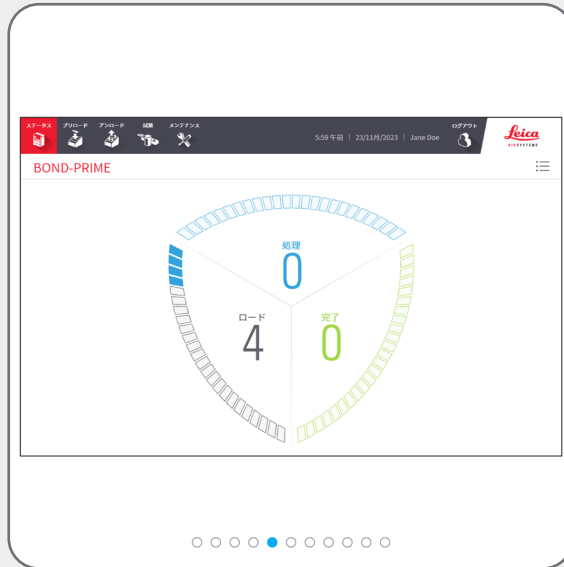 ステータス
プリロード
アンロード
試薬
メンテナンス
5:59 午前 | 23/11月/2023 | Jane Doe
ログアウト
Leica
BIOSYSTEMS
BOND-PRIME
処理
0
ロード
4
完了
0